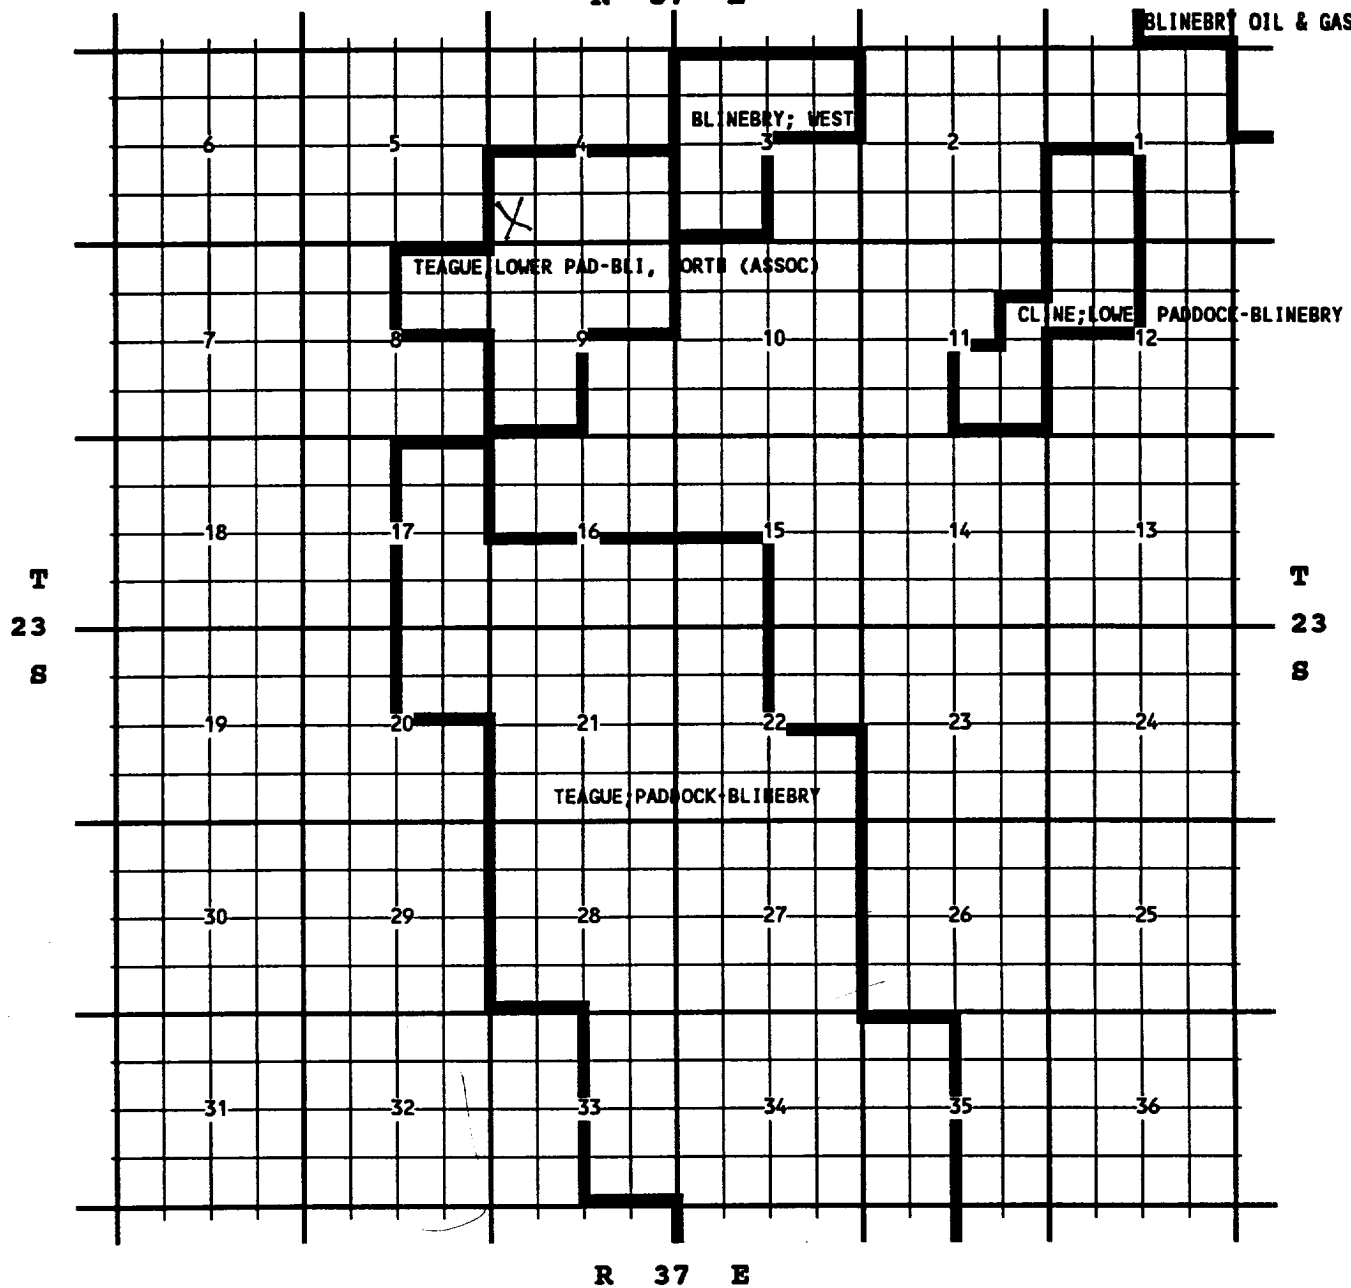 BLINEBRY OIL & GAS
BLINEBRY; WEST
6 5 4 3 2 1
X
TEAGUE;LOWER PAD-BLI, NORTH (ASSOC)
CLINE;LOWER PADDOCK-BLINEBRY
7 8 9 10 11 12
18 17 16 15 14 13
T T
23 23
S S
19 20 21 22 23 24
TEAGUE;PADDOCK-BLINEBRY
30 29 28 27 26 25
31 32 33 34 35 36
R 37 E